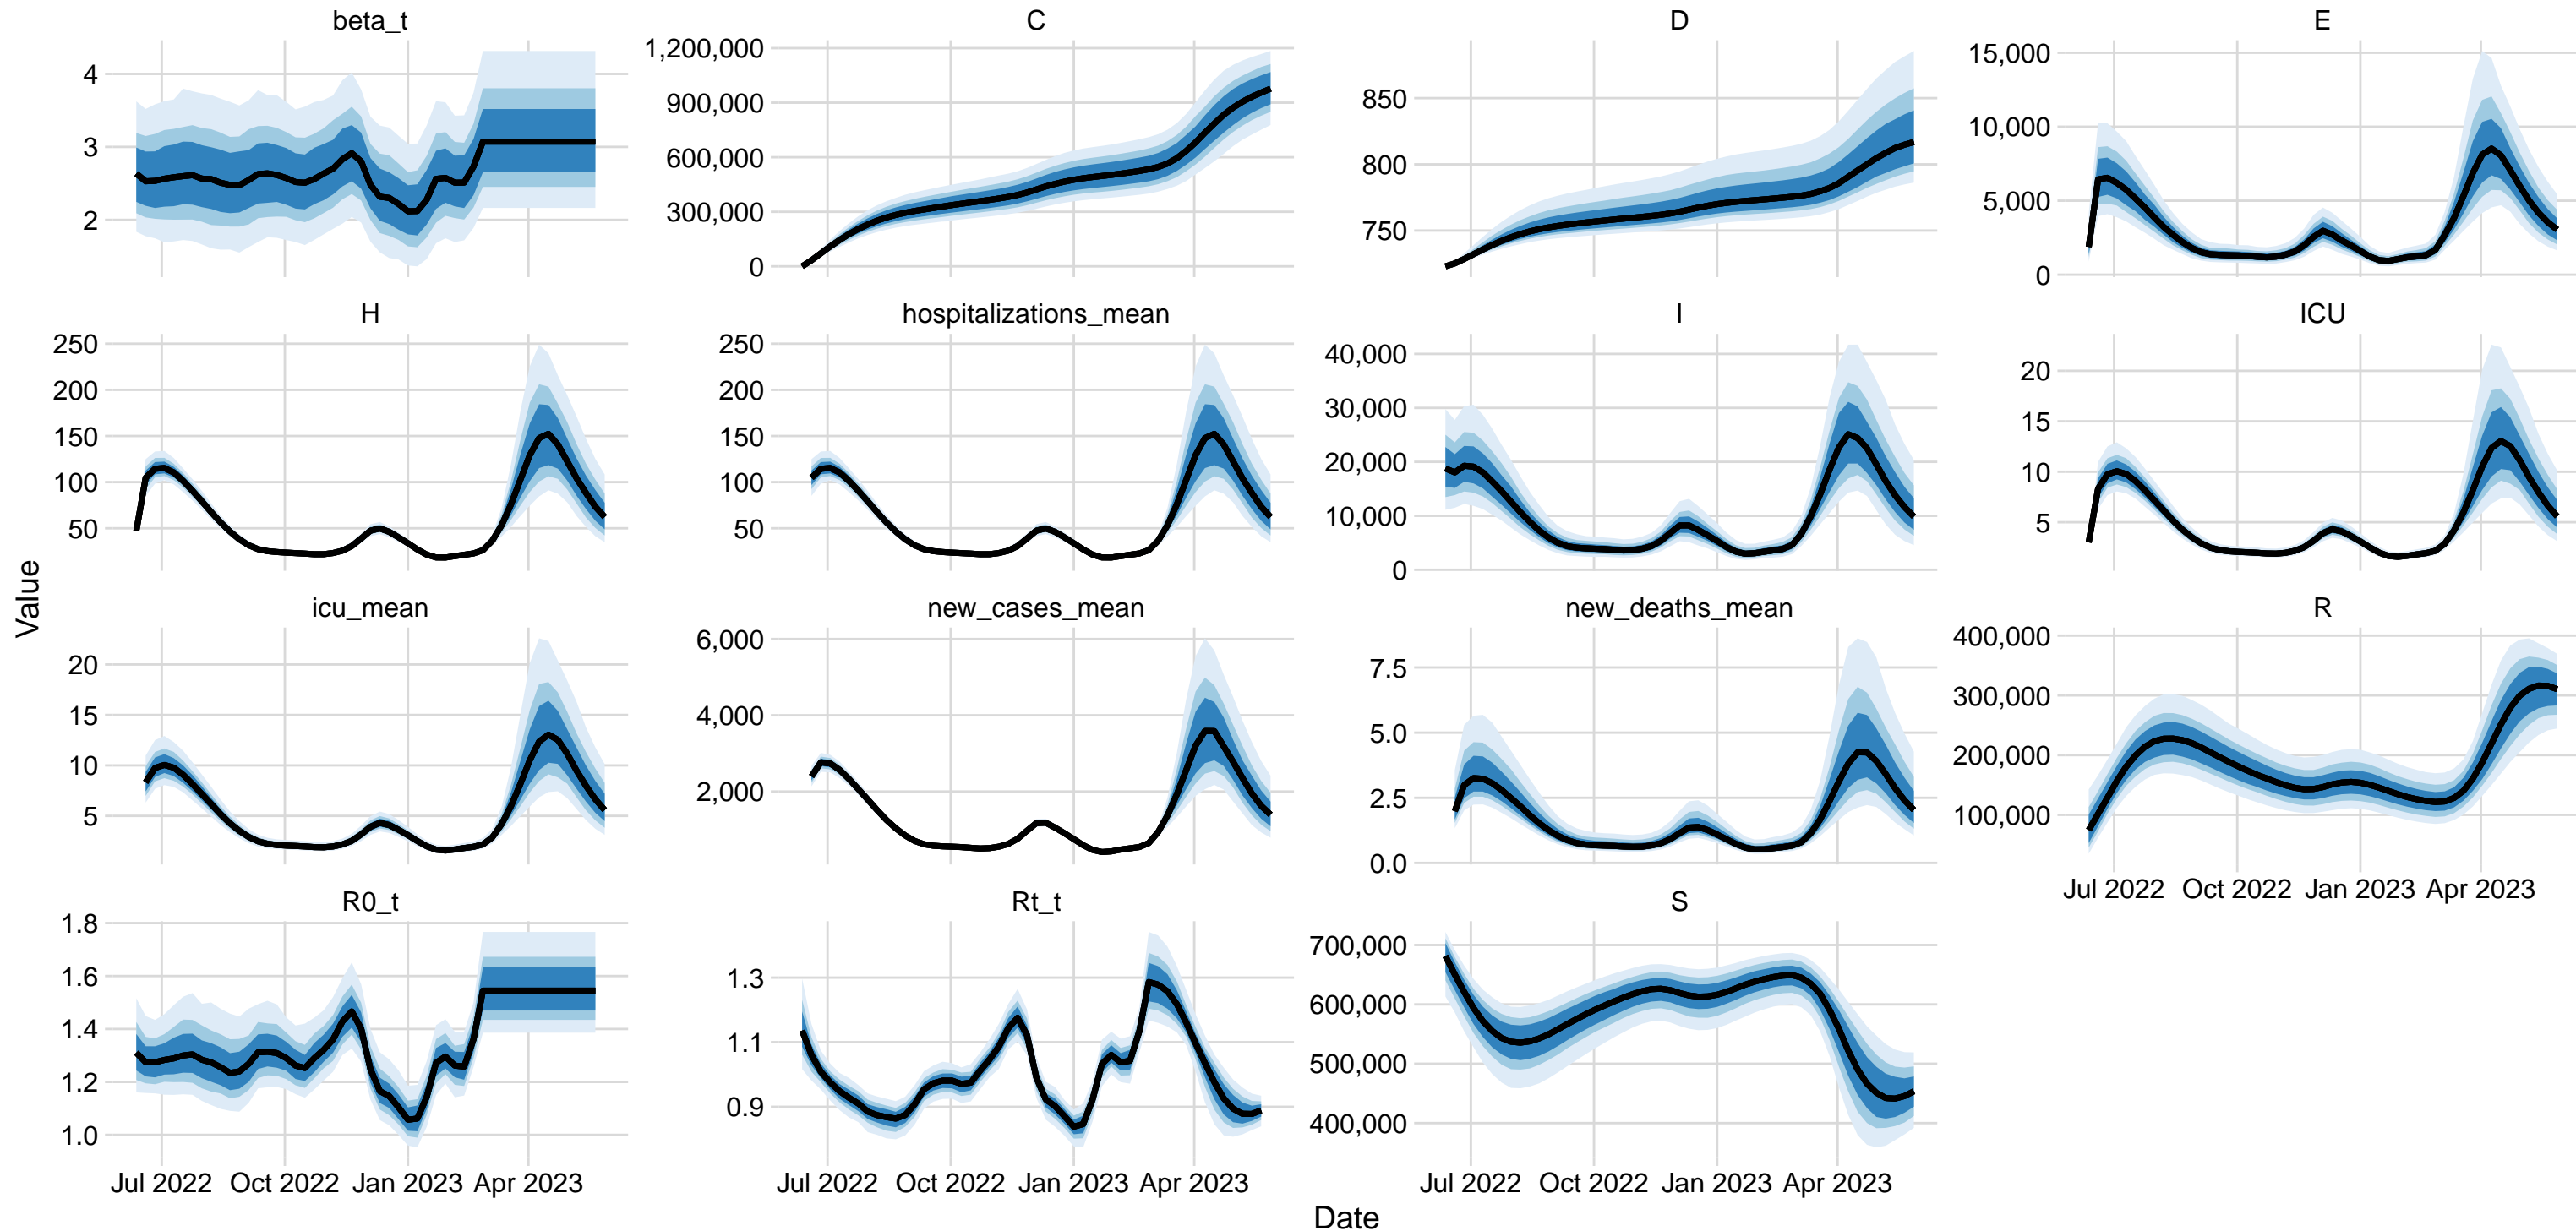 beta_t
4
3
2
C
1,200,000
900,000
600,000
300,000
0
D
850
800
750
E
15,000
10,000
5,000
0
H
250
200
150
100
50
hospitalizations_mean
250
200
150
100
50
I
40,000
30,000
20,000
10,000
0
ICU
20
15
10
5
icu_mean
20
15
10
5
new_cases_mean
6,000
4,000
2,000
new_deaths_mean
7.5
5.0
2.5
0.0
R
400,000
300,000
200,000
100,000
Jul 2022 Oct 2022 Jan 2023 Apr 2023
R0_t
1.8
1.6
1.4
1.2
1.0
Jul 2022 Oct 2022 Jan 2023 Apr 2023
Rt_t
1.3
1.1
0.9
Jul 2022 Oct 2022 Jan 2023 Apr 2023
S
700,000
600,000
500,000
400,000
Jul 2022 Oct 2022 Jan 2023 Apr 2023
Value
Date